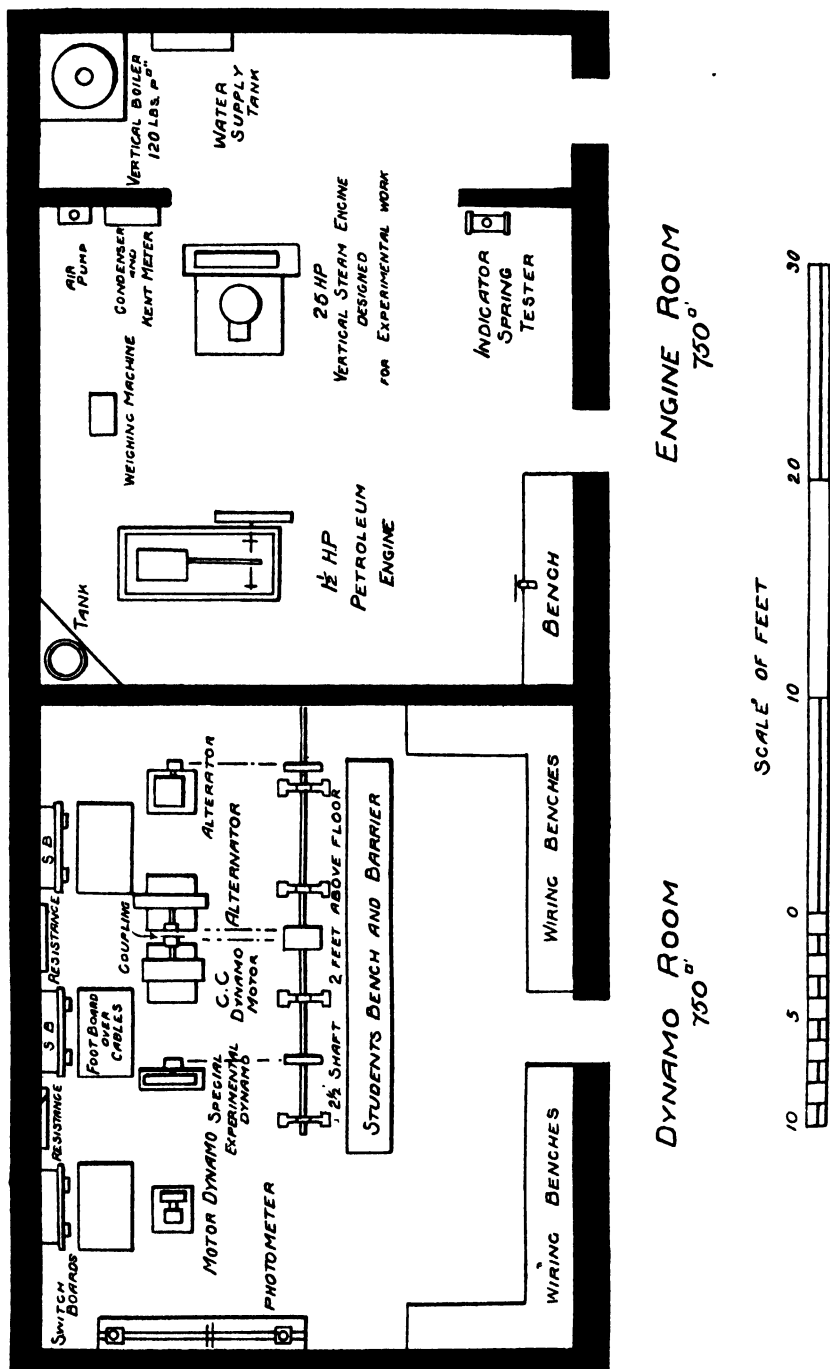 SWITCH
BOARDS
RESISTANCE
S B
RESISTANCE
S B
FOOT BOARD
OVER
CABLES
COUPLING
MOTOR DYNAMO
SPECIAL
EXPERIMENTAL
DYNAMO
C.C
DYNAMO
MOTOR
ALTERNATOR
ALTERATOR
PHOTOMETER
2½" SHAFT 2 FEET ABOVE FLOOR
STUDENTS BENCH AND BARRIER
WIRING BENCHES
WIRING BENCHES
DYNAMO ROOM
750□'
TANK
WEIGHING MACHINE
AIR
PUMP
CONDENSER
AND
KENT METER
VERTICAL BOILER
120 LBS. P□"
WATER
SUPPLY
TANK
1½ H.P
PETROLEUM
ENGINE
25 HP
VERTICAL STEAM ENGINE
DESIGNED
FOR EXPERIMENTAL WORK
INDICATOR
SPRING
TESTER
BENCH
ENGINE ROOM
750□'
SCALE OF FEET
10 5 0 10 20 30